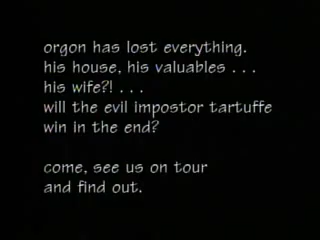 orgon has lost everything.
his house, his valuables . . .
his wife?! . . .
will the evil impostor tartuffe
win in the end?
come, see us on tour
and find out.